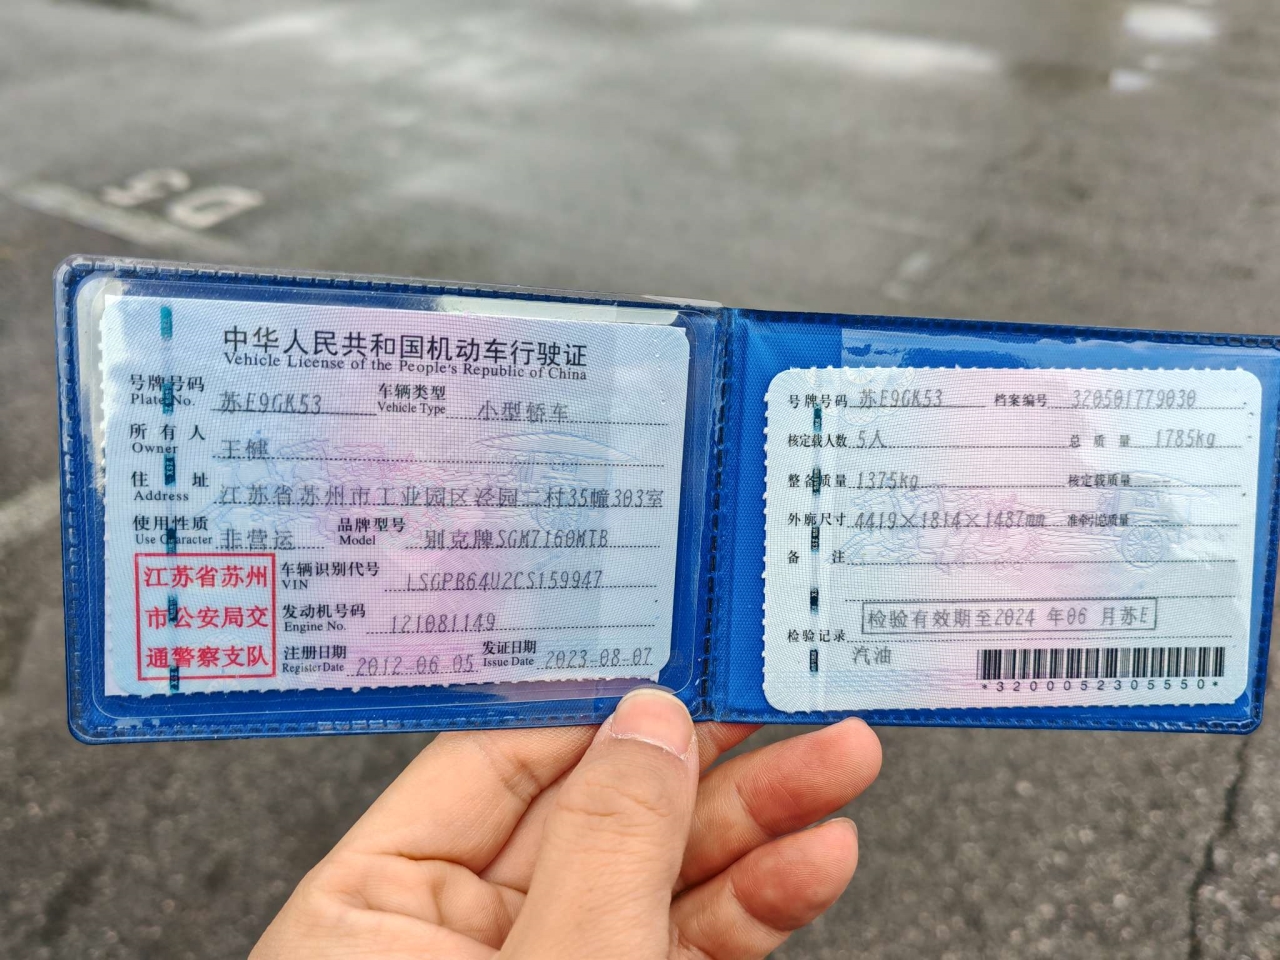 中华人民共和国机动车行驶证
Vehicle License of the People's Republic of China
号牌号码 Plate No. 苏E9GK53 车辆类型 Vehicle Type 小型轿车
所有人 Owner 王健
住址 Address 江苏省苏州市工业园区泾园二村35幢303室
使用性质 Use Character 非营运 品牌型号 Model 别克牌SGM7160MTB
江苏省苏州
市公安局交
通警察支队
车辆识别代号 VIN LSGPB64U2CS159947
发动机号码 Engine No. 121081149
注册日期 Register Date 2012-06-05 发证日期 Issue Date 2023-08-07
号牌号码 苏E9GK53 档案编号 320501779030
核定载人数 5人 总质量 1785kg
整备质量 1375kg 核定载质量 --
外廓尺寸 4419×1814×1487mm 准牵引总质量 --
备注
检验记录 检验有效期至2024年06月苏E
汽油
*3200052305550*
05